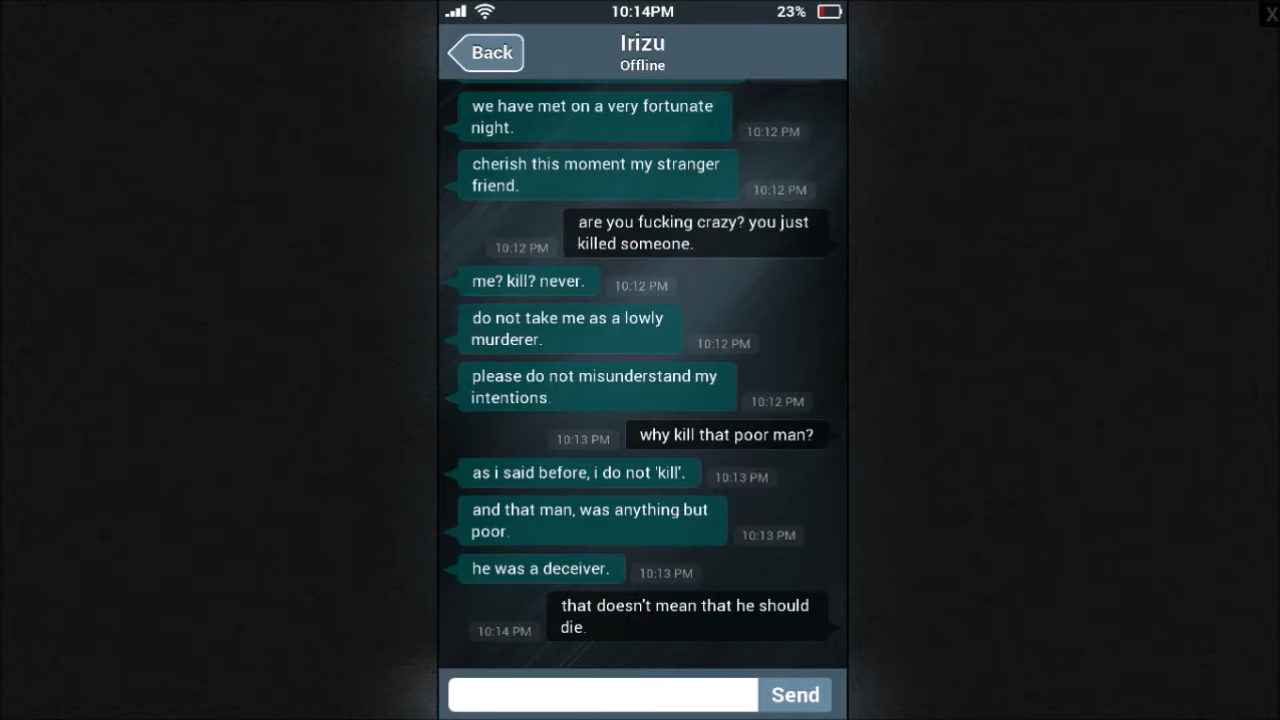 10:14PM
23%
X
Back
Irizu
Offline
we have met on a very fortunate
night.
10:12 PM
cherish this moment my stranger
friend.
10:12 PM
are you fucking crazy? you just
killed someone.
10:12 PM
me? kill? never.
10:12 PM
do not take me as a lowly
murderer.
10:12 PM
please do not misunderstand my
intentions.
10:12 PM
why kill that poor man?
10:13 PM
as i said before, i do not 'kill'.
10:13 PM
and that man, was anything but
poor.
10:13 PM
he was a deceiver.
10:13 PM
that doesn't mean that he should
die.
10:14 PM
Send